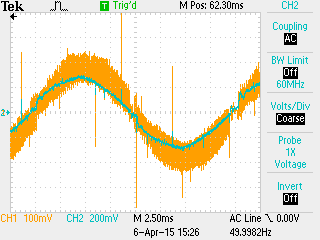 Tek Trig'd M Pos: 62.30ms CH2
Coupling
AC
BW Limit
Off
60MHz
2
Volts/Div
Coarse
Probe
1X
Voltage
Invert
Off
CH1 100mV CH2 200mV M 2.50ms AC Line 0.00V
6-Apr-15 15:26 49.9982Hz